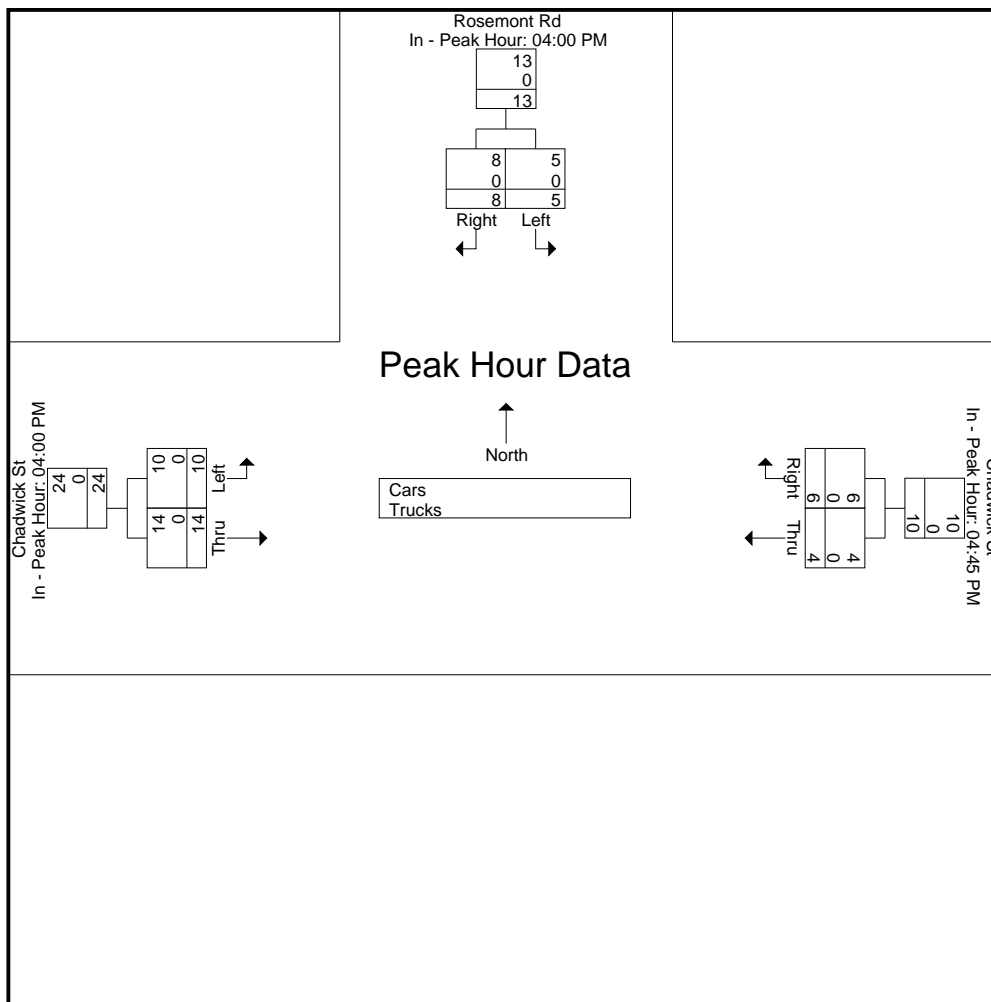 Rosemont Rd
In - Peak Hour: 04:00 PM
13
0
13
8 5
0 0
8 5
Right Left
Peak Hour Data
North
Cars
Trucks
Chadwick St
In - Peak Hour: 04:00 PM
24
0
24
10 0 10
Left
14 0 14
Thru
Right
6 0 6
Thru
4 0 4
10
0
10
In - Peak Hour: 04:45 PM
Chadwick St